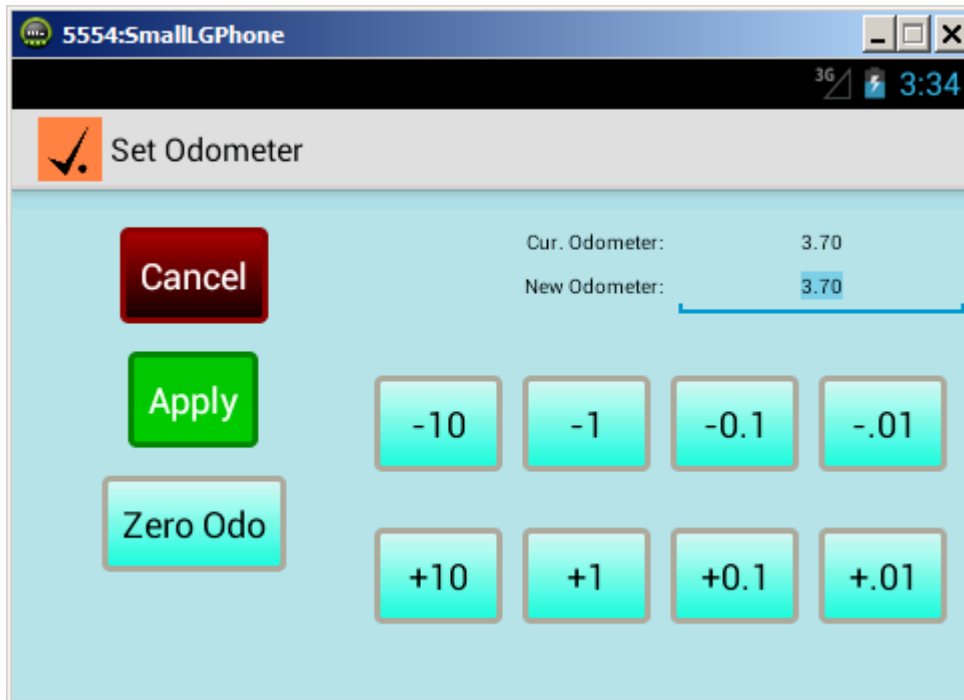 5554:SmallLGPhone
3G 3:34
Set Odometer
Cancel
Cur. Odometer: 3.70
New Odometer: 3.70
Apply
-10 -1 -0.1 -.01
Zero Odo
+10 +1 +0.1 +.01